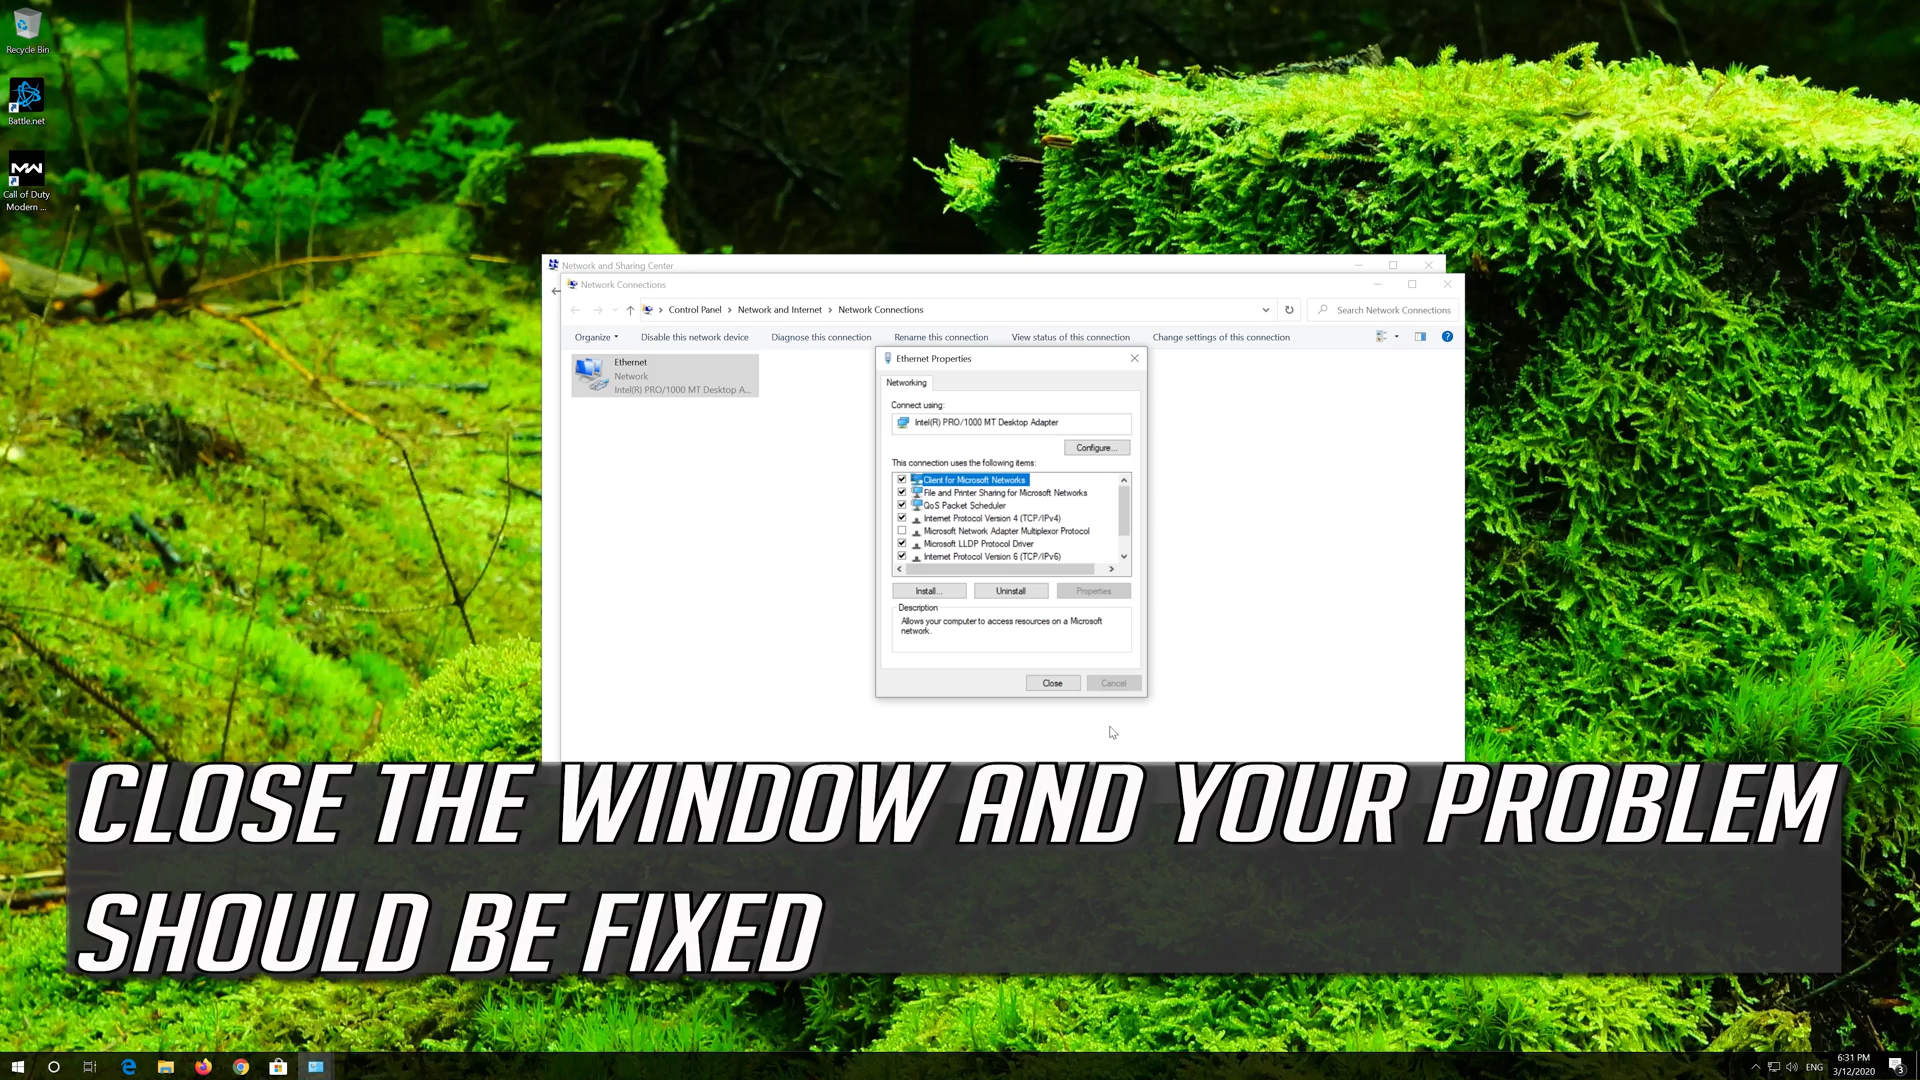 Recycle Bin
Battle.net
MW
Call of Duty
Modern ...
Network and Sharing Center
Network Connections
Control Panel > Network and Internet > Network Connections
Search Network Connections
Organize
Disable this network device
Diagnose this connection
Rename this connection
View status of this connection
Change settings of this connection
Ethernet
Network
Intel(R) PRO/1000 MT Desktop A...
Ethernet Properties
Networking
Connect using:
Intel(R) PRO/1000 MT Desktop Adapter
Configure...
This connection uses the following items:
Client for Microsoft Networks
File and Printer Sharing for Microsoft Networks
QoS Packet Scheduler
Internet Protocol Version 4 (TCP/IPv4)
Microsoft Network Adapter Multiplexor Protocol
Microsoft LLDP Protocol Driver
Internet Protocol Version 6 (TCP/IPv6)
Install...
Uninstall
Properties
Description
Allows your computer to access resources on a Microsoft
network.
Close
Cancel
CLOSE THE WINDOW AND YOUR PROBLEM
SHOULD BE FIXED
ENG
6:31 PM
3/12/2020
3